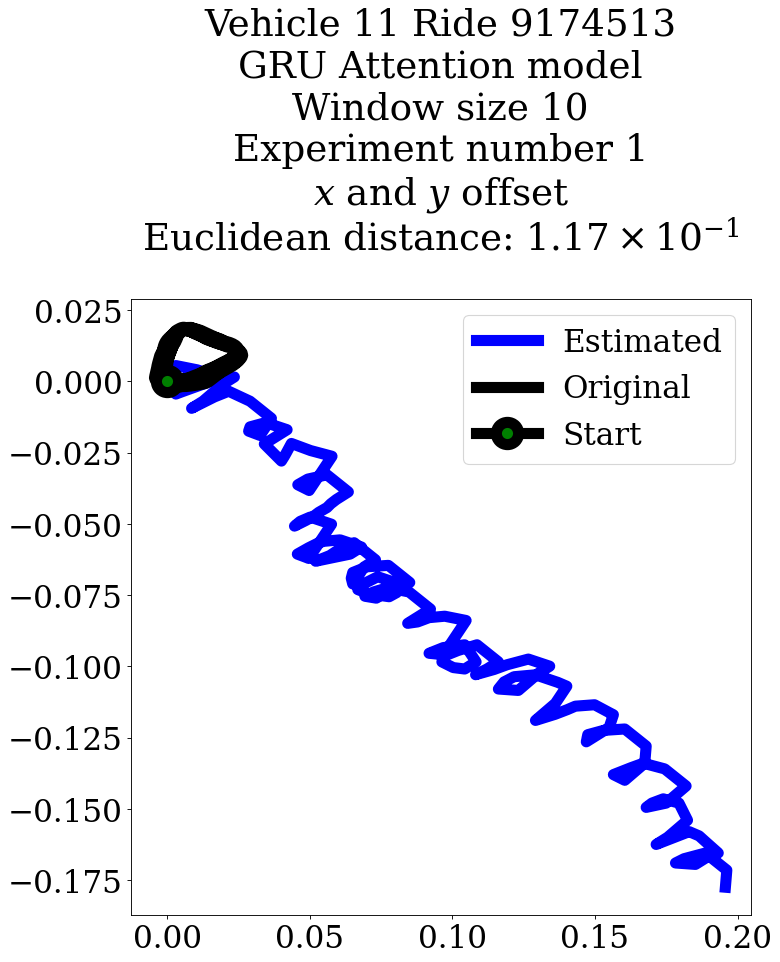 Vehicle 11 Ride 9174513
GRU Attention model
Window size 10
Experiment number 1
x and y offset
Euclidean distance: 1.17 × 10⁻¹
Estimated
Original
Start
0.025
0.000
−0.025
−0.050
−0.075
−0.100
−0.125
−0.150
−0.175
0.00 0.05 0.10 0.15 0.20